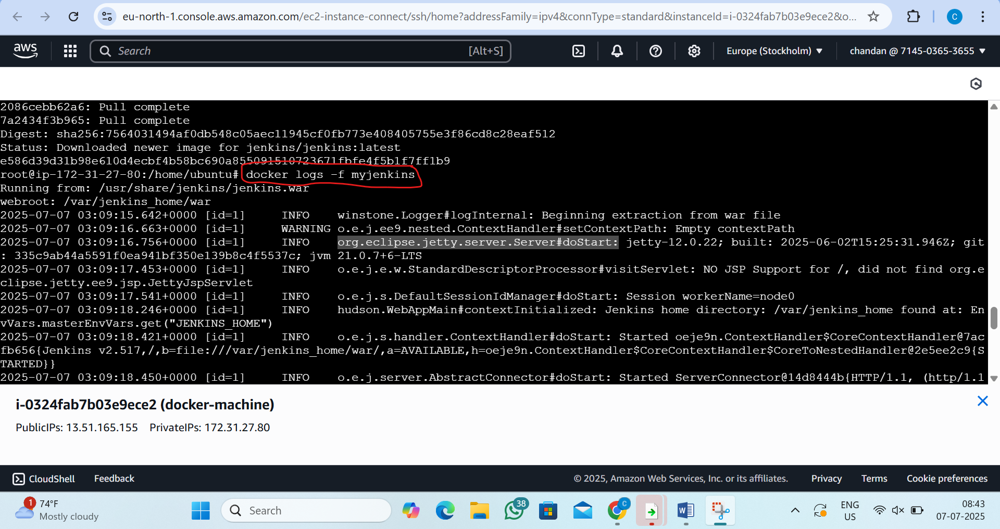 eu-north-1.console.aws.amazon.com/ec2-instance-connect/ssh/home?addressFamily=ipv4&connType=standard&instanceId=i-0324fab7b03e9ece2&o...
C
aws
Search
[Alt+S]
Europe (Stockholm)
chandan @ 7145-0365-3655
2086cebb62a6: Pull complete
7a2434f3b965: Pull complete
Digest: sha256:7564031494af0db548c05aec11945cf0fb773e408405755e3f86cd8c28eaf512
Status: Downloaded newer image for jenkins/jenkins:latest
e586d39d31b98e610d4ecbf4b58bc690a855091510723671fbfe4f5b1f7ff1b9
root@ip-172-31-27-80:/home/ubuntu# docker logs -f myjenkins
Running from: /usr/share/jenkins/jenkins.war
webroot: /var/jenkins_home/war
2025-07-07 03:09:15.642+0000 [id=1] INFO winstone.Logger#logInternal: Beginning extraction from war file
2025-07-07 03:09:16.663+0000 [id=1] WARNING o.e.j.ee9.nested.ContextHandler#setContextPath: Empty contextPath
2025-07-07 03:09:16.756+0000 [id=1] INFO org.eclipse.jetty.server.Server#doStart: jetty-12.0.22; built: 2025-06-02T15:25:31.946Z; git
: 335c9ab44a5591f0ea941bf350e139b8c4f5537c; jvm 21.0.7+6-LTS
2025-07-07 03:09:17.453+0000 [id=1] INFO o.e.j.e.w.StandardDescriptorProcessor#visitServlet: NO JSP Support for /, did not find org.e
clipse.jetty.ee9.jsp.JettyJspServlet
2025-07-07 03:09:17.541+0000 [id=1] INFO o.e.j.s.DefaultSessionIdManager#doStart: Session workerName=node0
2025-07-07 03:09:18.246+0000 [id=1] INFO hudson.WebAppMain#contextInitialized: Jenkins home directory: /var/jenkins_home found at: En
vVars.masterEnvVars.get("JENKINS_HOME")
2025-07-07 03:09:18.421+0000 [id=1] INFO o.e.j.s.handler.ContextHandler#doStart: Started oeje9n.ContextHandler$CoreContextHandler@7ac
fb656{Jenkins v2.517,/,b=file:///var/jenkins_home/war/,a=AVAILABLE,h=oeje9n.ContextHandler$CoreContextHandler$CoreToNestedHandler@2e5ee2c9{S
TARTED}}
2025-07-07 03:09:18.450+0000 [id=1] INFO o.e.j.server.AbstractConnector#doStart: Started ServerConnector@14d8444b{HTTP/1.1, (http/1.1
i-0324fab7b03e9ece2 (docker-machine)
PublicIPs: 13.51.165.155 PrivateIPs: 172.31.27.80
CloudShell
Feedback
© 2025, Amazon Web Services, Inc. or its affiliates.
Privacy
Terms
Cookie preferences
1
74°F
Mostly cloudy
Search
38
C
ENG
US
08:43
07-07-2025